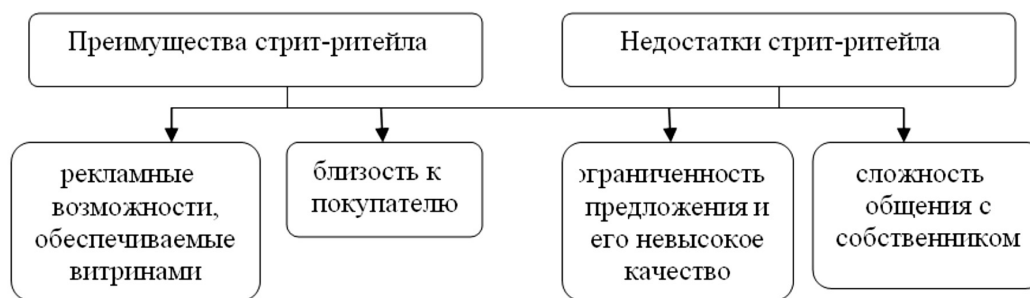 Преимущества стрит-ритейла
Недостатки стрит-ритейла
рекламные
возможности,
обеспечиваемые
витринами
близость к
покупателю
ограниченность
предложения и
его невысокое
качество
сложность
общения с
собственником